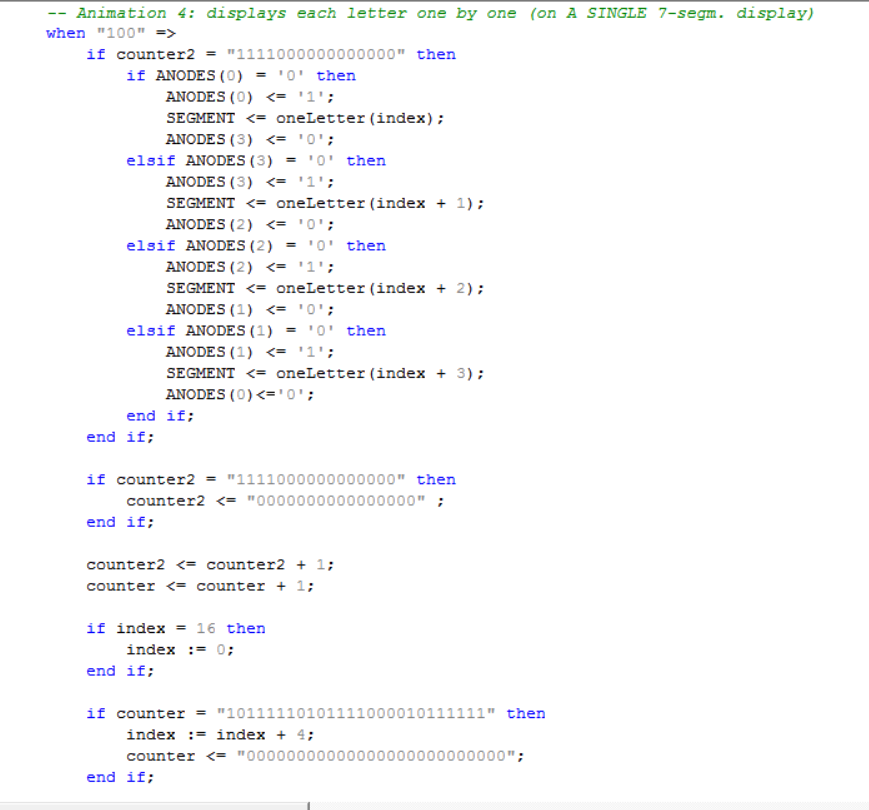 -- Animation 4: displays each letter one by one (on A SINGLE 7-segm. display)
when "100" =>
if counter2 = "1111000000000000" then
if ANODES(0) = '0' then
ANODES(0) <= '1';
SEGMENT <= oneLetter(index);
ANODES(3) <= '0';
elsif ANODES(3) = '0' then
ANODES(3) <= '1';
SEGMENT <= oneLetter(index + 1);
ANODES(2) <= '0';
elsif ANODES(2) = '0' then
ANODES(2) <= '1';
SEGMENT <= oneLetter(index + 2);
ANODES(1) <= '0';
elsif ANODES(1) = '0' then
ANODES(1) <= '1';
SEGMENT <= oneLetter(index + 3);
ANODES(0)<='0';
end if;
end if;
if counter2 = "1111000000000000" then
counter2 <= "0000000000000000" ;
end if;
counter2 <= counter2 + 1;
counter <= counter + 1;
if index = 16 then
index := 0;
end if;
if counter = "10111110101111000010111111" then
index := index + 4;
counter <= "00000000000000000000000000";
end if;